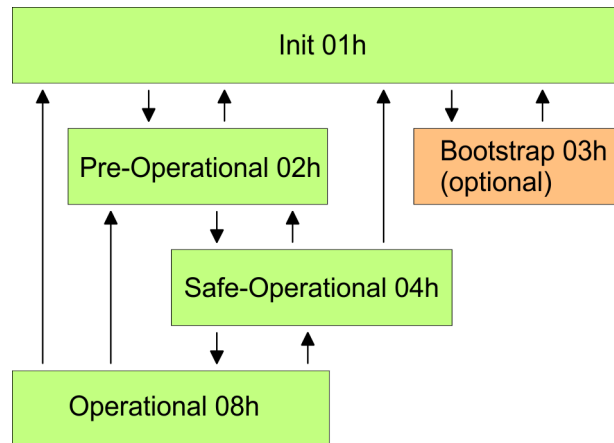 Init 01h
Pre-Operational 02h
Bootstrap 03h
(optional)
Safe-Operational 04h
Operational 08h